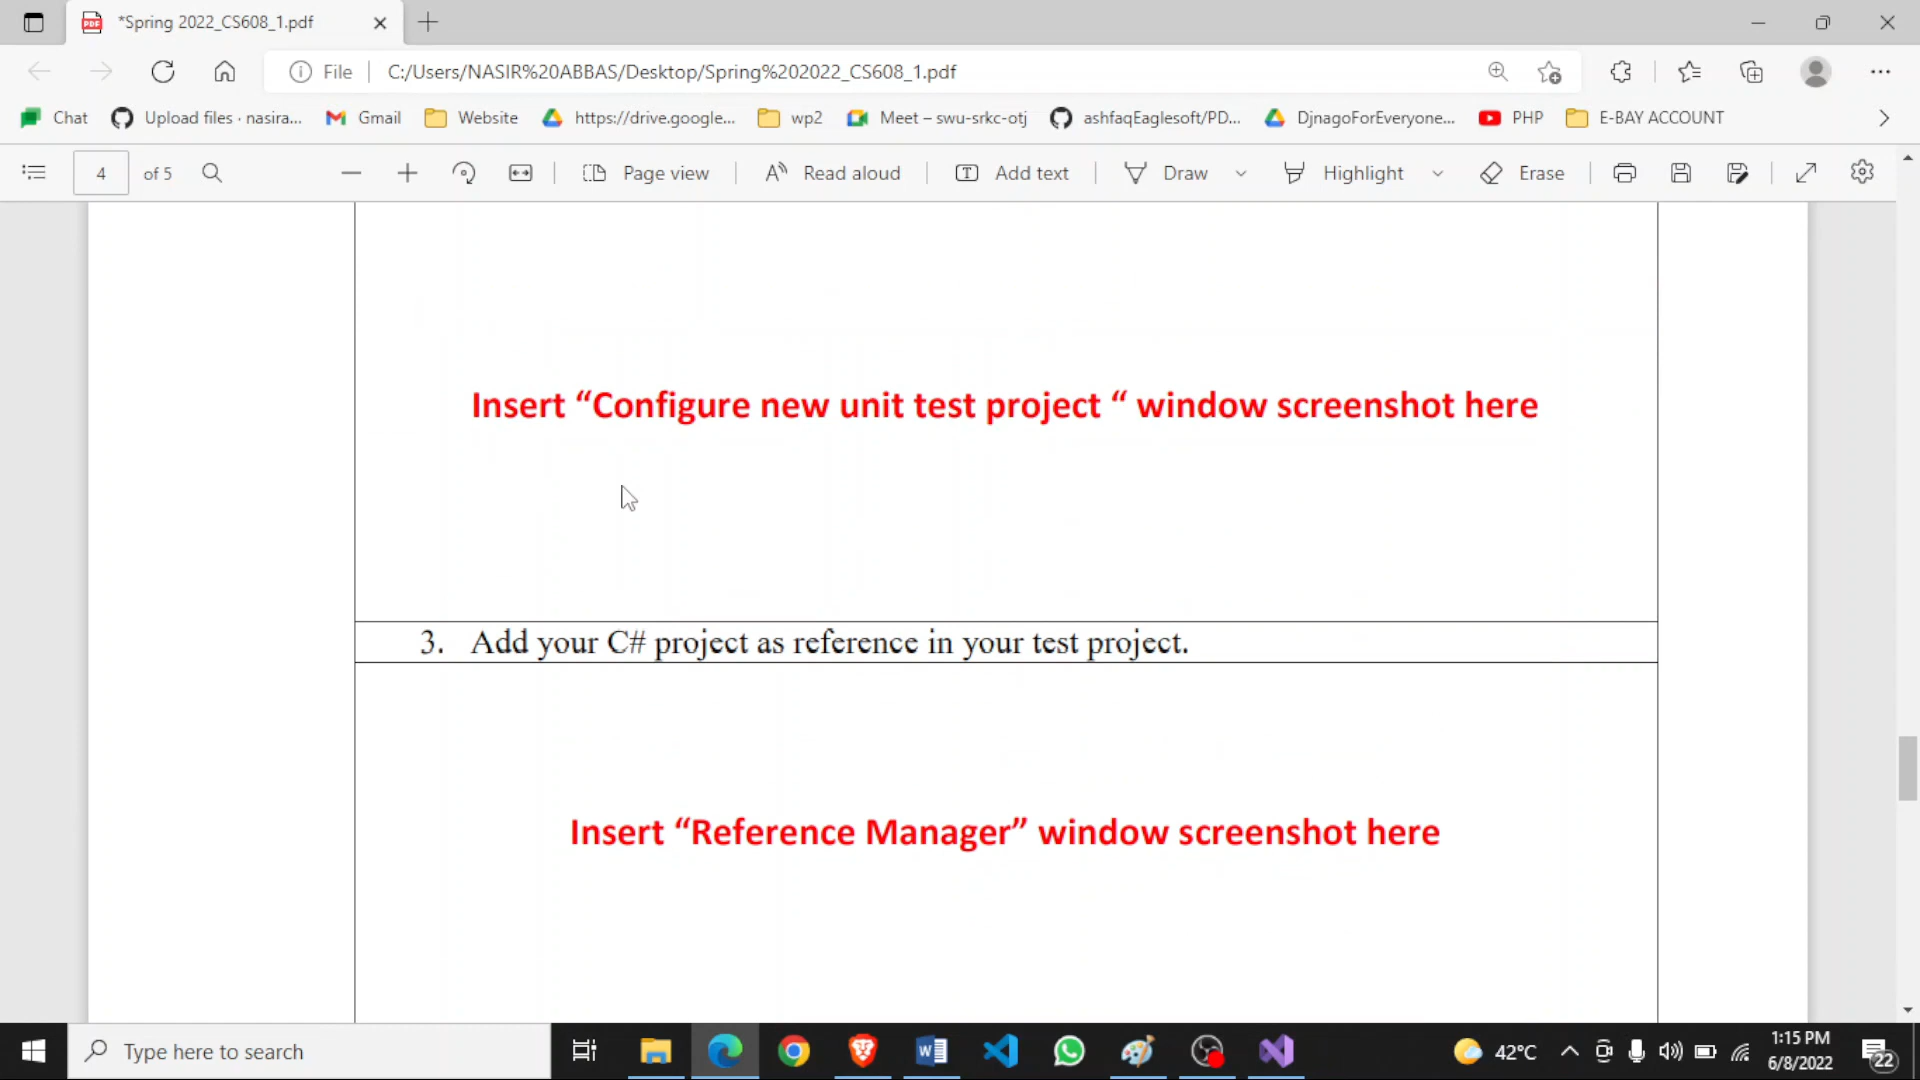 *Spring 2022_CS608_1.pdf
File
C:/Users/NASIR%20ABBAS/Desktop/Spring%202022_CS608_1.pdf
Chat
Upload files · nasira...
Gmail
Website
https://drive.google...
wp2
Meet – swu-srkc-otj
ashfaqEaglesoft/PD...
DjnagoForEveryone...
PHP
E-BAY ACCOUNT
4 of 5
Page view
Read aloud
Add text
Draw
Highlight
Erase
Insert “Configure new unit test project “ window screenshot here
3. Add your C# project as reference in your test project.
Insert “Reference Manager” window screenshot here
Type here to search
42°C
1:15 PM
6/8/2022
22